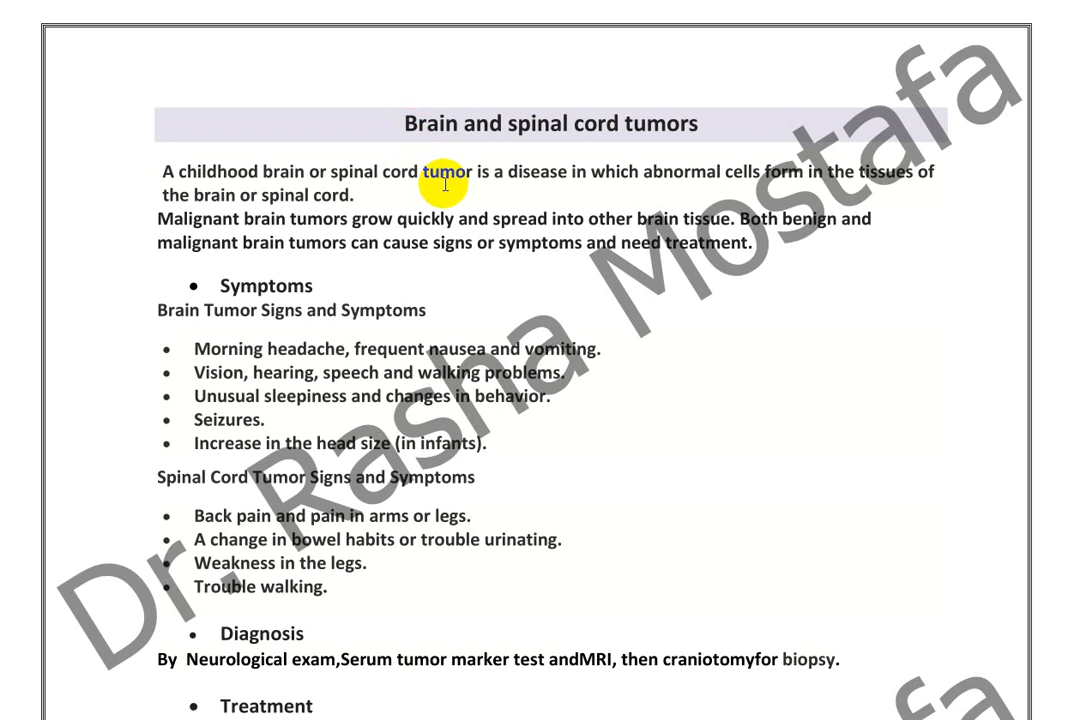 Brain and spinal cord tumors
A childhood brain or spinal cord tumor is a disease in which abnormal cells form in the tissues of
the brain or spinal cord.
Malignant brain tumors grow quickly and spread into other brain tissue. Both benign and
malignant brain tumors can cause signs or symptoms and need treatment.
• Symptoms
Brain Tumor Signs and Symptoms
• Morning headache, frequent nausea and vomiting.
• Vision, hearing, speech and walking problems.
• Unusual sleepiness and changes in behavior.
• Seizures.
• Increase in the head size (in infants).
Spinal Cord Tumor Signs and Symptoms
• Back pain and pain in arms or legs.
• A change in bowel habits or trouble urinating.
• Weakness in the legs.
• Trouble walking.
• Diagnosis
By Neurological exam,Serum tumor marker test andMRI, then craniotomyfor biopsy.
• Treatment
Dr. Rasha Mostafa
fa